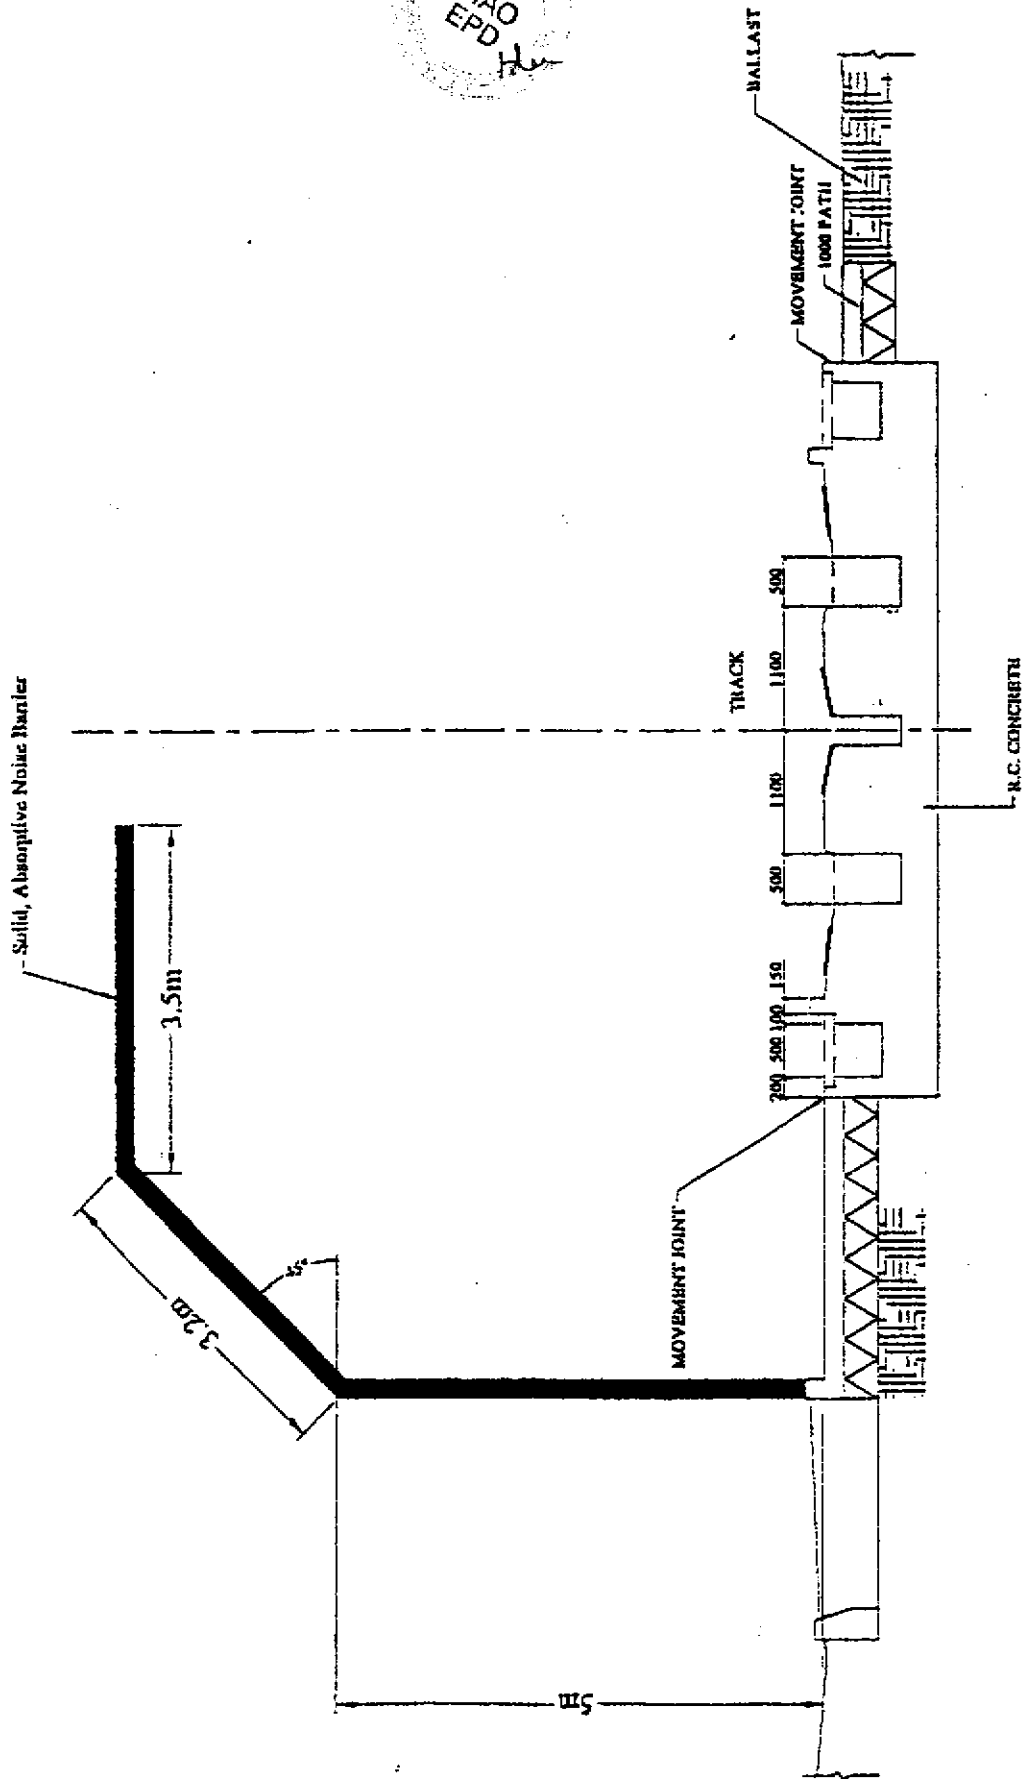 EPD
Solid, Absorptive Noise Barrier
3.5m
3.2m
5m
MOVEMENT JOINT
200
500
100
150
500
1100
TRACK
1100
500
MOVEMENT JOINT
1000 PATH
BALLAST
R.C. CONCRETE